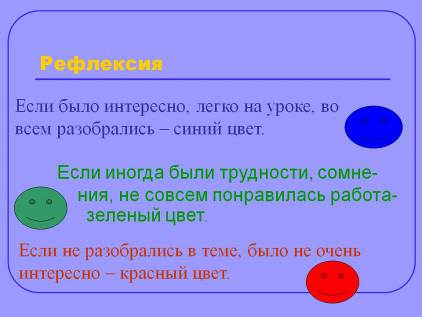 Рефлексия
Если было интересно, легко на уроке, во
всем разобрались – синий цвет.
Если иногда были трудности, сомне-
ния, не совсем понравилась работа-
зеленый цвет.
Если не разобрались в теме, было не очень
интересно – красный цвет.